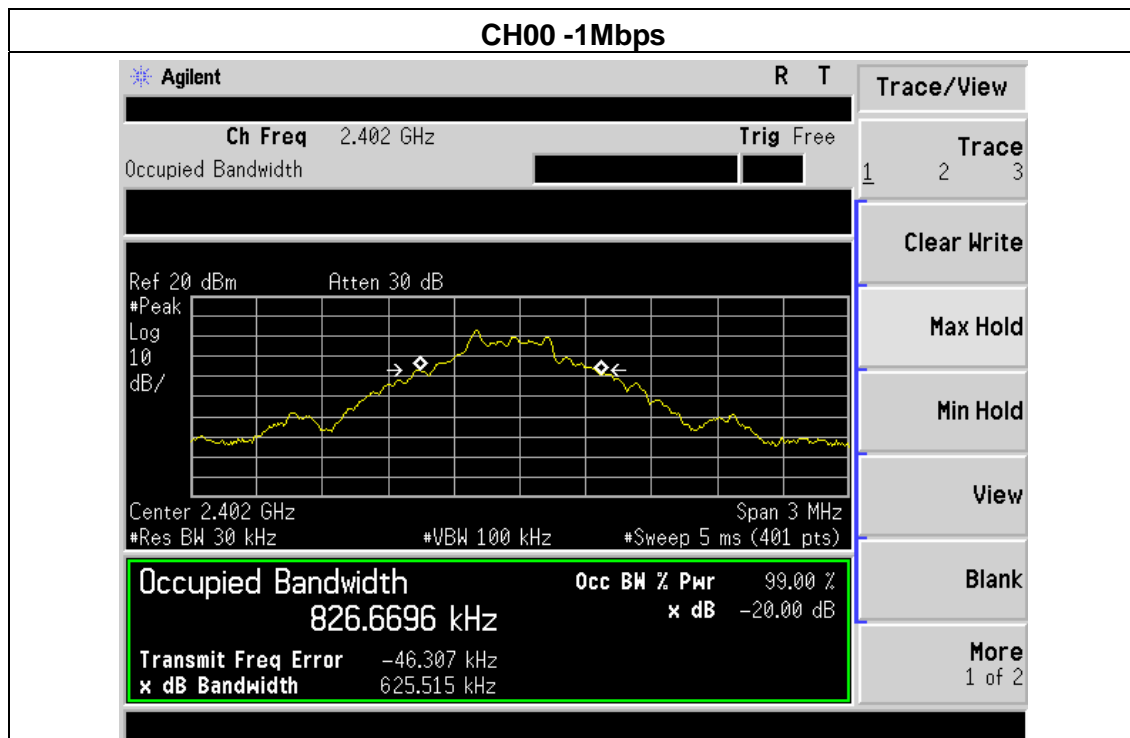 CH00 -1Mbps
Agilent
R T
Trace/View
Ch Freq 2.402 GHz
Trig Free
Occupied Bandwidth
Trace
1 2 3
Clear Write
Ref 20 dBm
Atten 30 dB
#Peak
Log
10
dB/
Max Hold
Min Hold
View
Center 2.402 GHz
Span 3 MHz
#Res BW 30 kHz
#VBW 100 kHz
#Sweep 5 ms (401 pts)
Occupied Bandwidth
826.6696 kHz
Occ BW % Pwr 99.00 %
x dB -20.00 dB
Blank
Transmit Freq Error -46.307 kHz
x dB Bandwidth 625.515 kHz
More
1 of 2